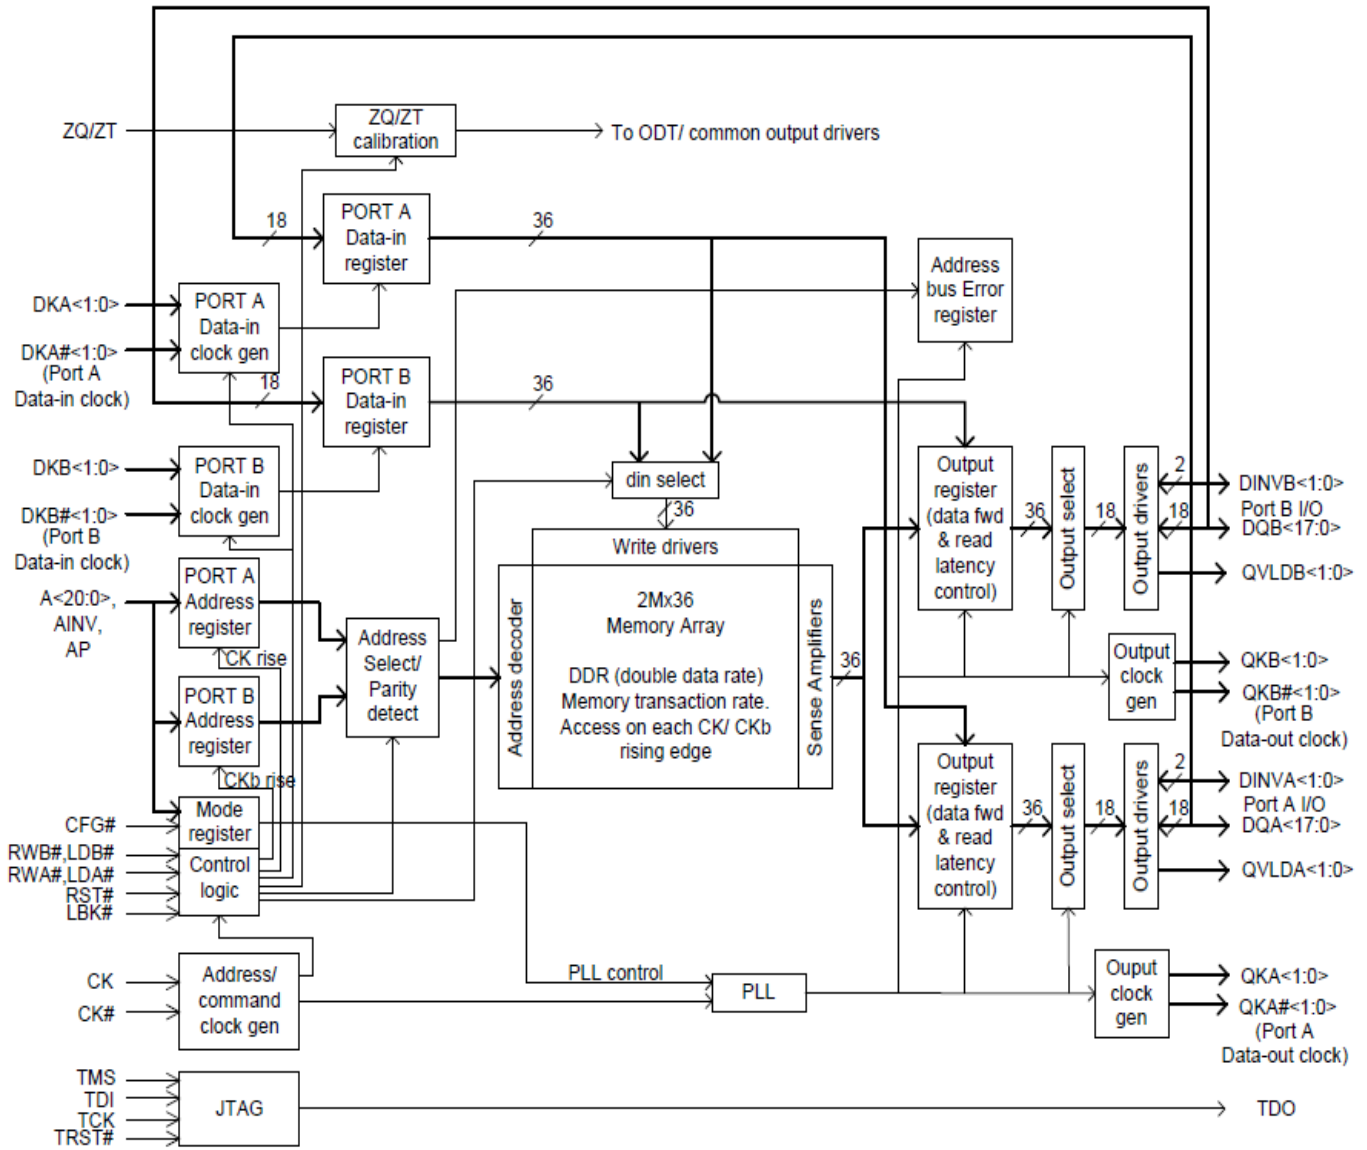 ZQ/ZT
ZQ/ZT
calibration
To ODT/ common output drivers
18
PORT A
Data-in
register
36
DKA<1:0>
DKA#<1:0>
(Port A
Data-in clock)
PORT A
Data-in
clock gen
18
PORT B
Data-in
register
36
Address
bus Error
register
DKB<1:0>
DKB#<1:0>
(Port B
Data-in clock)
PORT B
Data-in
clock gen
din select
36
Write drivers
A<20:0>,
AINV,
AP
PORT A
Address
register
CK rise
PORT B
Address
register
CKb rise
Address
Select/
Parity
detect
Address decoder
2Mx36
Memory Array
DDR (double data rate)
Memory transaction rate.
Access on each CK/ CKb
rising edge
Sense Amplifiers
36
Output
register
(data fwd
& read
latency
control)
36
Output select
18
Output drivers
2
18
DINVB<1:0>
Port B I/O
DQB<17:0>
QVLDB<1:0>
Output
clock
gen
QKB<1:0>
QKB#<1:0>
(Port B
Data-out clock)
Output
register
(data fwd
& read
latency
control)
36
Output select
18
Output drivers
2
18
DINVA<1:0>
Port A I/O
DQA<17:0>
QVLDA<1:0>
CFG#
RWB#,LDB#
RWA#,LDA#
RST#
LBK#
Mode
register
Control
logic
CK
CK#
Address/
command
clock gen
PLL control
PLL
Ouput
clock
gen
QKA<1:0>
QKA#<1:0>
(Port A
Data-out clock)
TMS
TDI
TCK
TRST#
JTAG
TDO